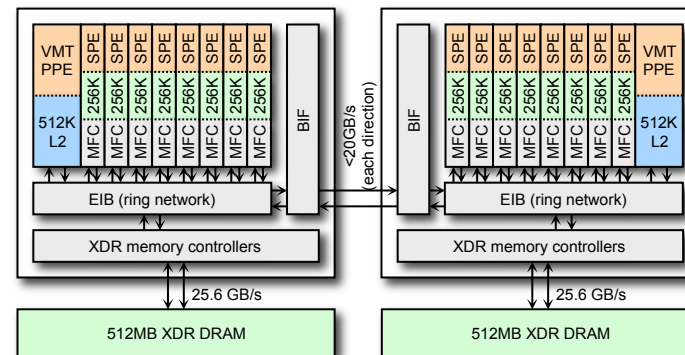 VMT
PPE
SPE SPE SPE SPE SPE SPE SPE SPE
256K 256K 256K 256K 256K 256K 256K 256K
512K
L2
MFC MFC MFC MFC MFC MFC MFC MFC
BIF
EIB (ring network)
XDR memory controllers
25.6 GB/s
512MB XDR DRAM
<20GB/s
(each direction)
BIF
SPE SPE SPE SPE SPE SPE SPE SPE
VMT
PPE
256K 256K 256K 256K 256K 256K 256K 256K
MFC MFC MFC MFC MFC MFC MFC MFC
512K
L2
EIB (ring network)
XDR memory controllers
25.6 GB/s
512MB XDR DRAM